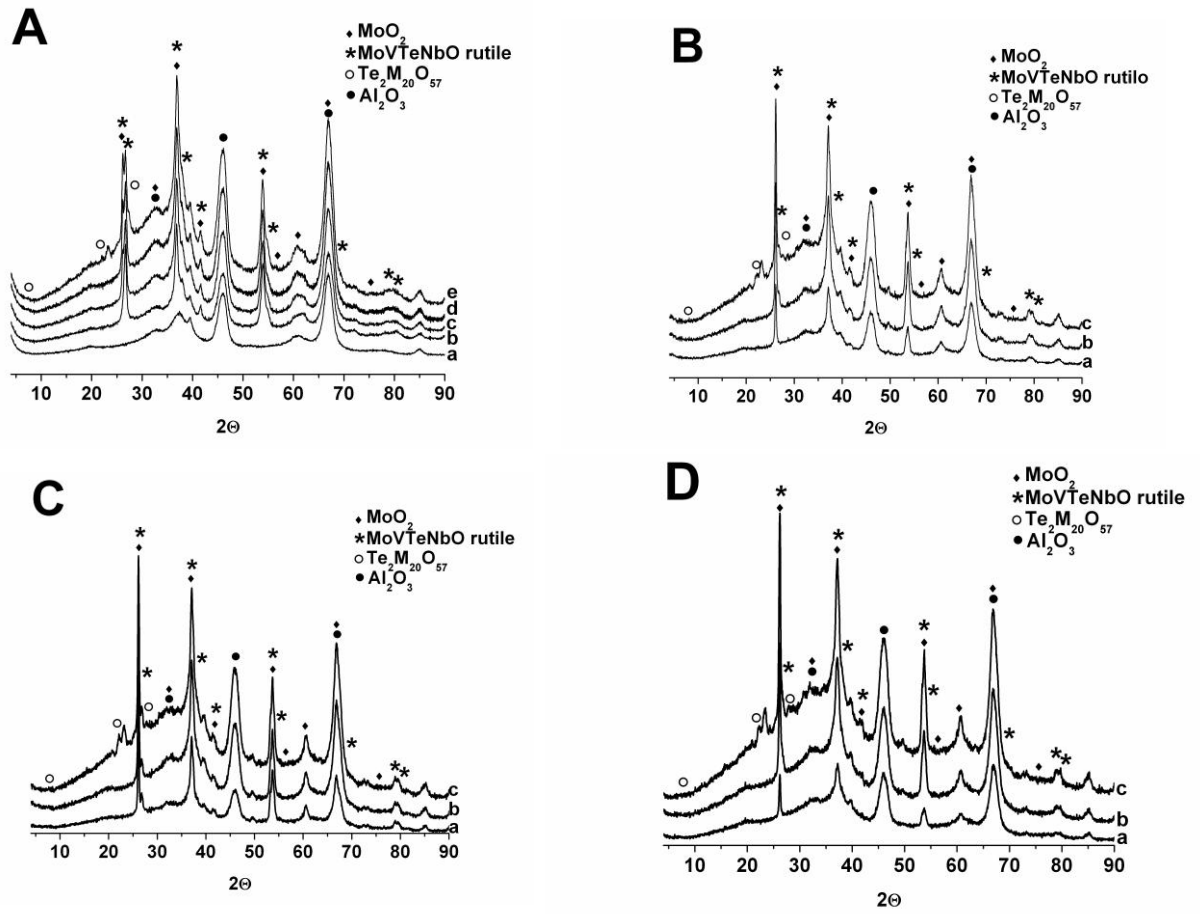 A
♦ MoO2
* MoVTeNbO rutile
○ Te2M20O57
● Al2O3
e
d
c
b
a
10 20 30 40 50 60 70 80 90
2Θ
B
♦ MoO2
* MoVTeNbO rutilo
○ Te2M20O57
● Al2O3
c
b
a
10 20 30 40 50 60 70 80 90
2Θ
C
♦ MoO2
* MoVTeNbO rutile
○ Te2M20O57
● Al2O3
c
b
a
10 20 30 40 50 60 70 80 90
2Θ
D
♦ MoO2
* MoVTeNbO rutile
○ Te2M20O57
● Al2O3
c
b
a
10 20 30 40 50 60 70 80 90
2Θ